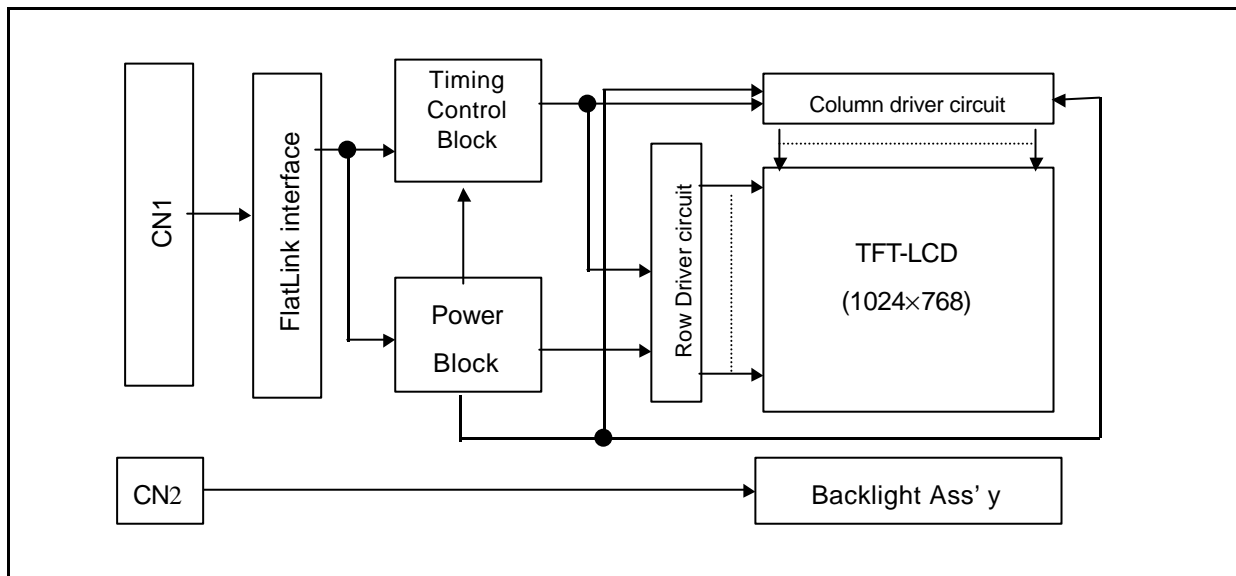 CN1
FlatLink interface
Timing
Control
Block
Power
Block
Row Driver circuit
Column driver circuit
TFT-LCD
(1024×768)
CN2
Backlight Ass' y